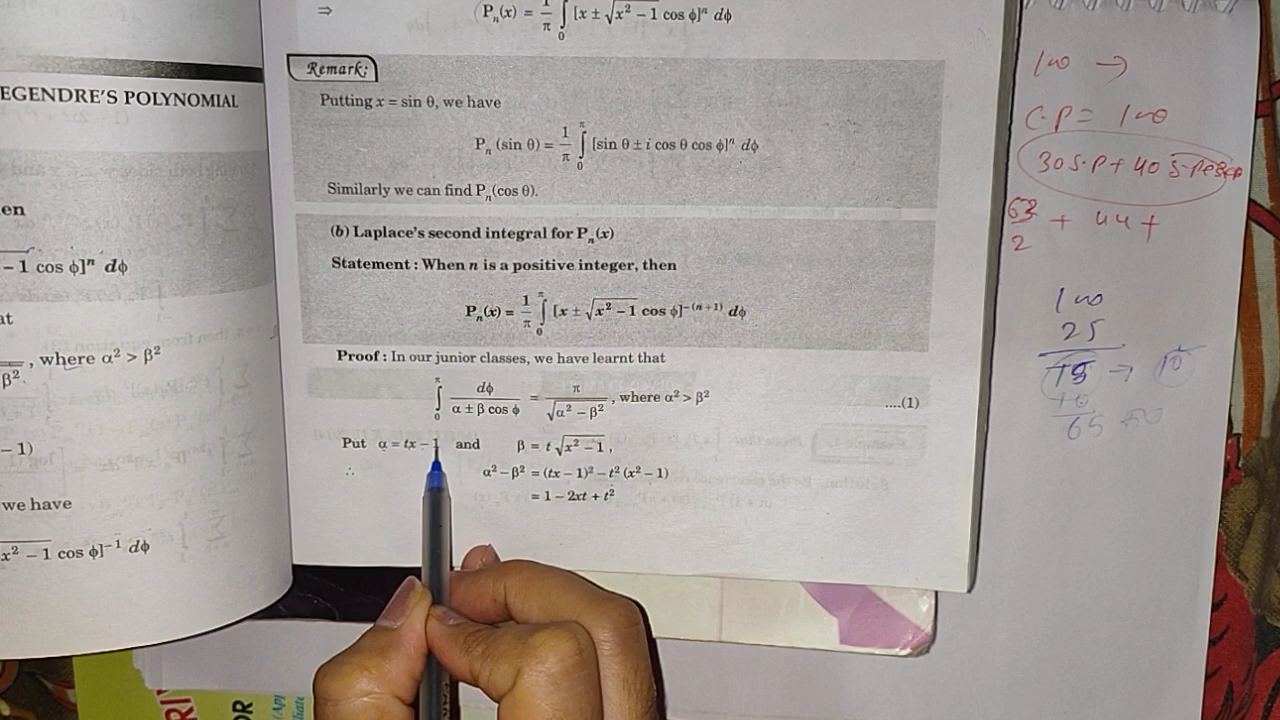 EGENDRE'S POLYNOMIAL
en
– 1 cos ϕ]ⁿ dϕ
at
, where α² > β²
β².
– 1)
we have
x² – 1 cos ϕ]⁻¹ dϕ
⇒ Pₙ(x) = 1/π ∫₀ [x ± √(x² – 1) cos ϕ]ⁿ dϕ
Remark:
Putting x = sin θ, we have
Pₙ (sin θ) = 1/π ∫₀^π [sin θ ± i cos θ cos ϕ]ⁿ dϕ
Similarly we can find Pₙ(cos θ).
(b) Laplace's second integral for Pₙ(x)
Statement : When n is a positive integer, then
Pₙ(x) = 1/π ∫₀^π [x ± √(x² – 1) cos ϕ]^–(n+1) dϕ
Proof : In our junior classes, we have learnt that
∫₀^π dϕ/(α ± β cos ϕ) = π/√(α² – β²), where α² > β² ....(1)
Put α = tx – 1 and β = t√(x² – 1),
∴ α² – β² = (tx – 1)² – t² (x² – 1)
= 1 – 2xt + t²
100 →
C.P = 100
30 S.P + 40 S.P
63/2 + 44 +
100
25
10
65
OR